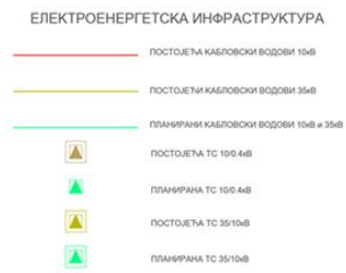 ЕЛЕКТРОЕНЕРГЕТСКА ИНФРАСТРУКТУРА
ПОСТОЈЕЋА КАБЛОВСКИ ВОДОВИ 10кВ
ПОСТОЈЕЋИ КАБЛОВСКИ ВОДОВИ 35кВ
ПЛАНИРАНИ КАБЛОВСКИ ВОДОВИ 10кВ и 35кВ
ПОСТОЈЕЋА ТС 10/0.4кВ
ПЛАНИРАНА ТС 10/0.4кВ
ПОСТОЈЕЋА ТС 35/10кВ
ПЛАНИРАНА ТС 35/10кВ